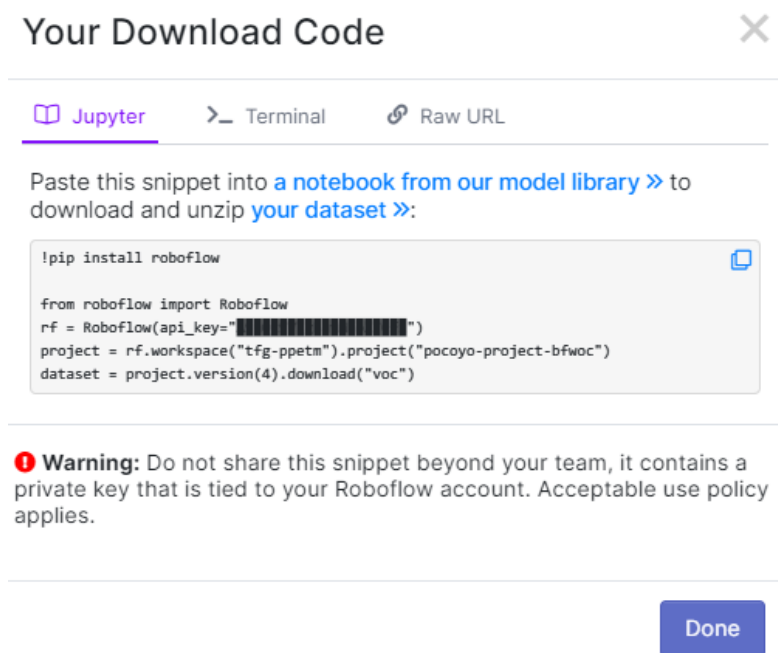 Your Download Code
Jupyter Terminal Raw URL
Paste this snippet into a notebook from our model library » to
download and unzip your dataset »:
!pip install roboflow
from roboflow import Roboflow
rf = Roboflow(api_key="████████████████████")
project = rf.workspace("tfg-ppetm").project("pocoyo-project-bfwoc")
dataset = project.version(4).download("voc")
Warning: Do not share this snippet beyond your team, it contains a
private key that is tied to your Roboflow account. Acceptable use policy
applies.
Done